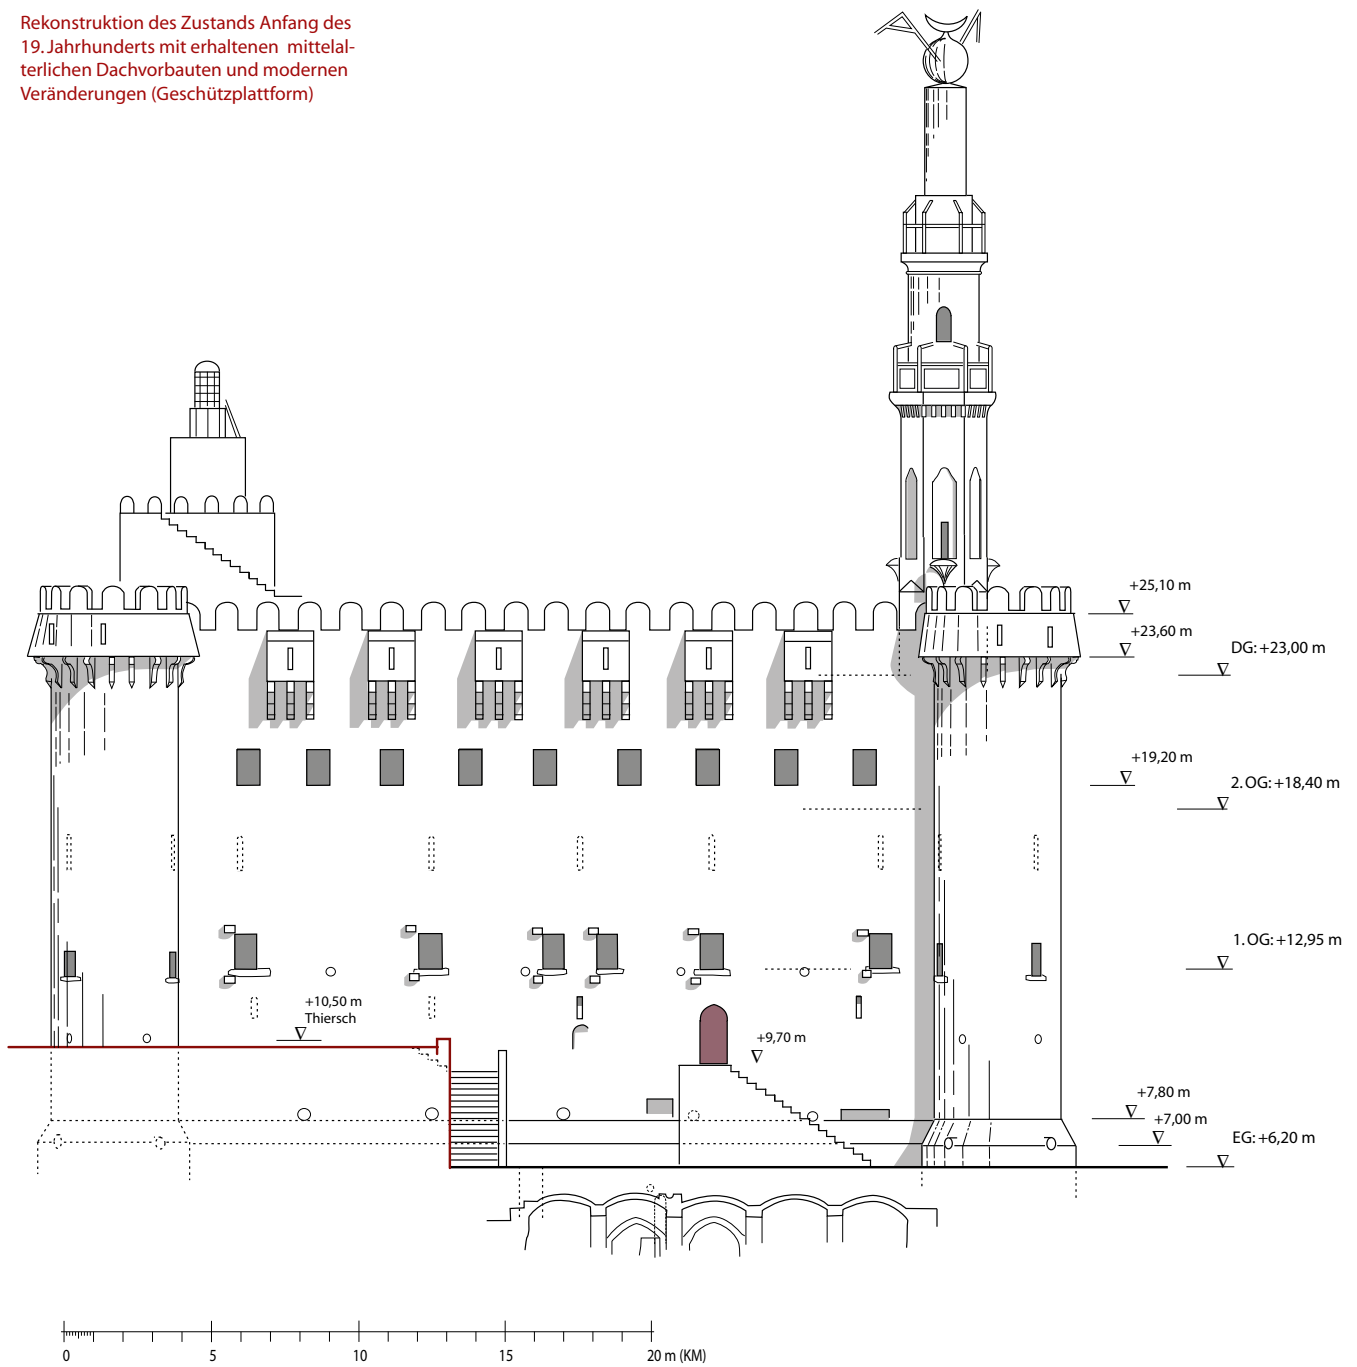 Rekonstruktion des Zustands Anfang des
19. Jahrhunderts mit erhaltenen mittelal-
terlichen Dachvorbauten und modernen
Veränderungen (Geschützplattform)
+25,10 m
+23,60 m
DG: +23,00 m
+19,20 m
2. OG: +18,40 m
1. OG: +12,95 m
+10,50 m
Thiersch
+9,70 m
+7,80 m
+7,00 m
EG: +6,20 m
0 5 10 15 20 m (KM)